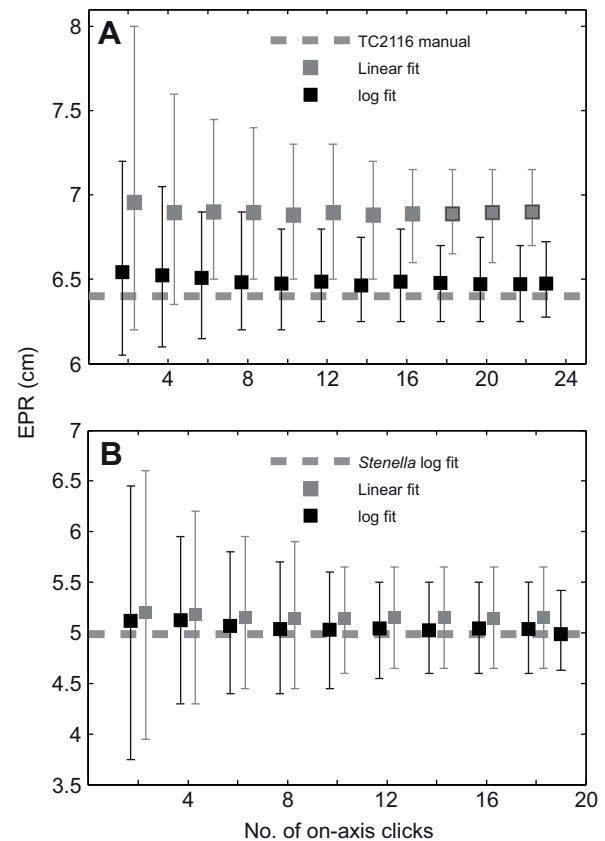 A
TC2116 manual
Linear fit
log fit
8
7.5
7
6.5
6
4 8 12 16 20 24
EPR (cm)
B
Stenella log fit
Linear fit
log fit
7
6.5
6
5.5
5
4.5
4
3.5
4 8 12 16 20
No. of on-axis clicks